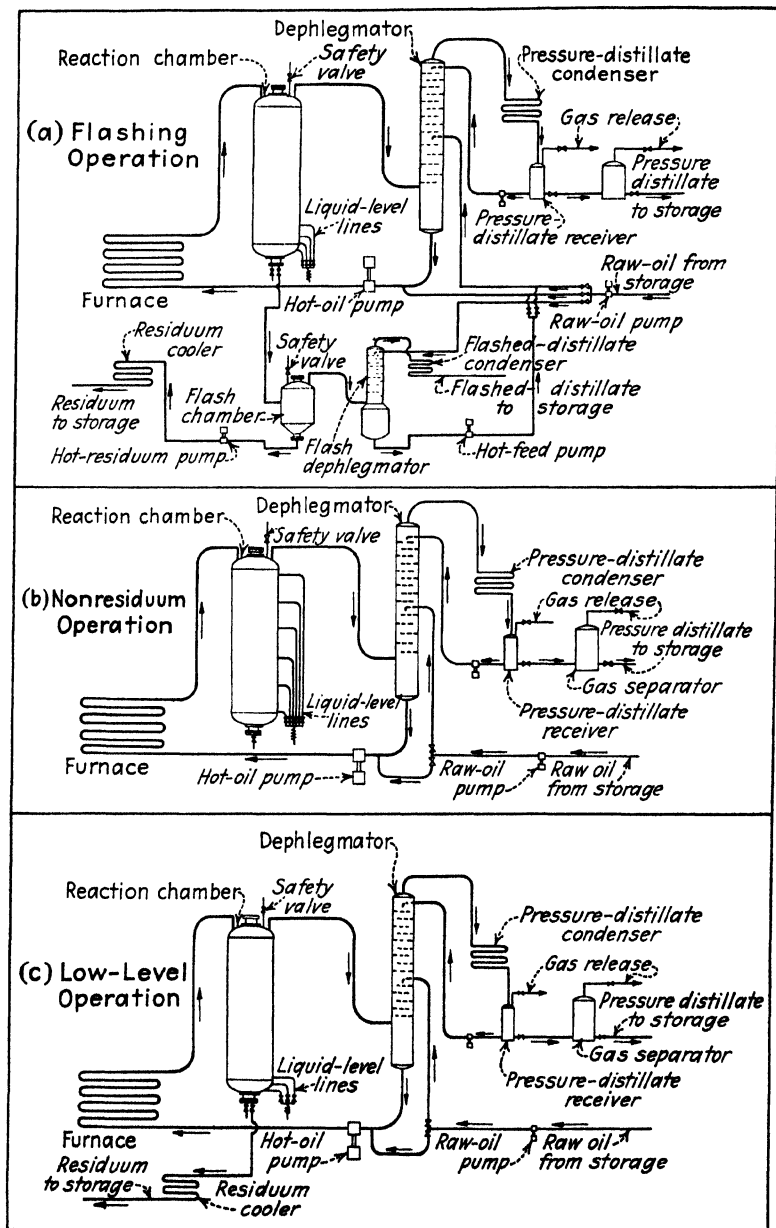 Dephlegmator
Safety
valve
Reaction chamber
Pressure-distillate
condenser
(a) Flashing
Operation
Gas release
Pressure
distillate
to storage
Liquid-level
lines
Pressure-
distillate receiver
Furnace
Hot-oil pump
Raw-oil from
storage
Raw-oil pump
Residuum
cooler
Safety
valve
Flashed-distillate
condenser
Flashed- distillate
to storage
Residuum
to storage
Flash
chamber
Hot-residuum pump
Flash
dephlegmator
Hot-feed pump
Dephlegmator
Reaction chamber
Safety valve
Pressure-distillate
condenser
(b) Nonresiduum
Operation
Gas release
Pressure distillate
to storage
Gas separator
Liquid-level
lines
Pressure-distillate
receiver
Furnace
Hot-oil pump
Raw-oil
pump
Raw oil
from storage
Dephlegmator
Reaction chamber
Safety
valve
Pressure-distillate
condenser
(c) Low-Level
Operation
Gas release
Pressure distillate
to storage
Gas separator
Liquid-level
lines
Pressure-distillate
receiver
Furnace
Hot-oil
pump
Raw-oil
pump
Raw oil
from storage
Residuum
to storage
Residuum
cooler